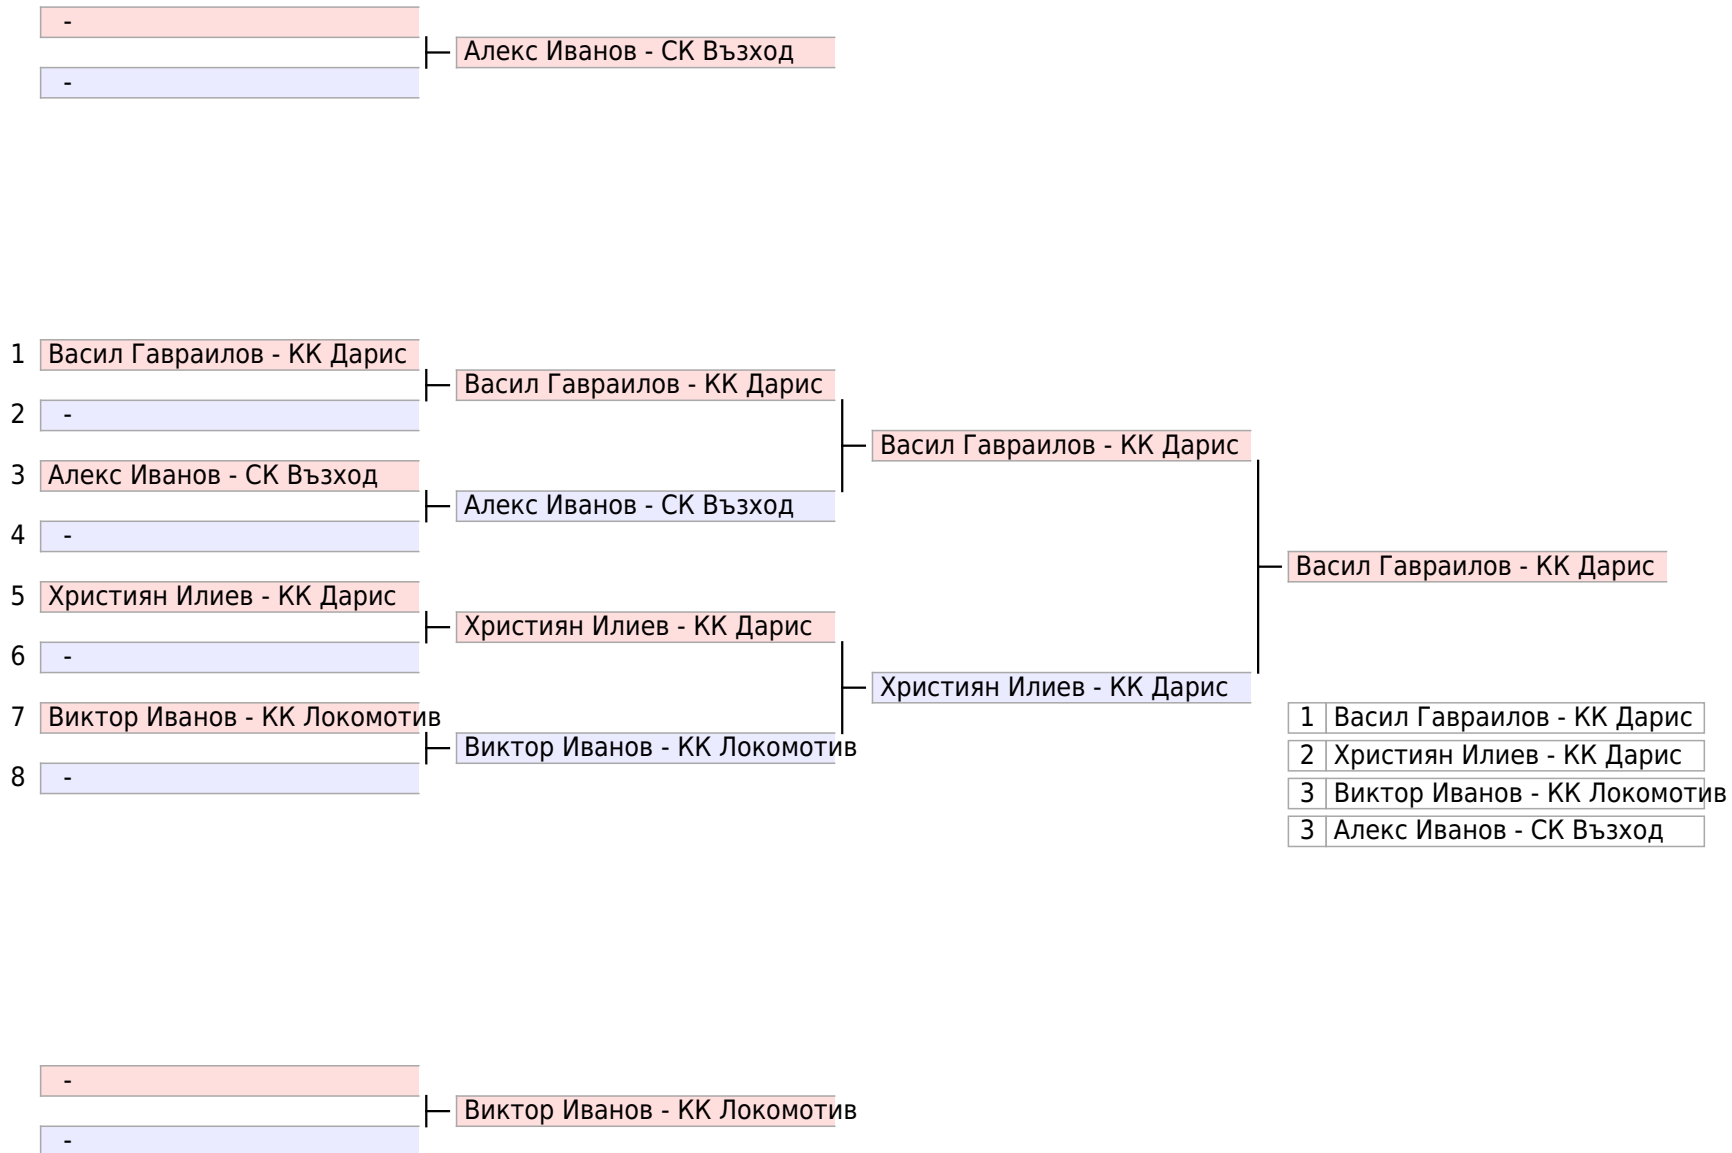 -
Алекс Иванов - СК Възход
-
1 Васил Гавраилов - КК Дарис
Васил Гавраилов - КК Дарис
2 -
Васил Гавраилов - КК Дарис
3 Алекс Иванов - СК Възход
Алекс Иванов - СК Възход
4 -
Васил Гавраилов - КК Дарис
5 Християн Илиев - КК Дарис
Християн Илиев - КК Дарис
6 -
Християн Илиев - КК Дарис
7 Виктор Иванов - КК Локомотив
Виктор Иванов - КК Локомотив
8 -
1 Васил Гавраилов - КК Дарис
2 Християн Илиев - КК Дарис
3 Виктор Иванов - КК Локомотив
3 Алекс Иванов - СК Възход
-
Виктор Иванов - КК Локомотив
-